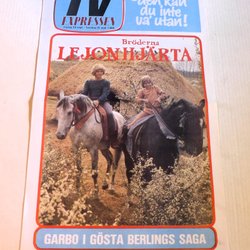 TV
EXPRESSEN
-den kan
du inte
va' utan!
Bröderna
LEJONHJÄRTA
GARBO I GÖSTA BERLINGS SAGA